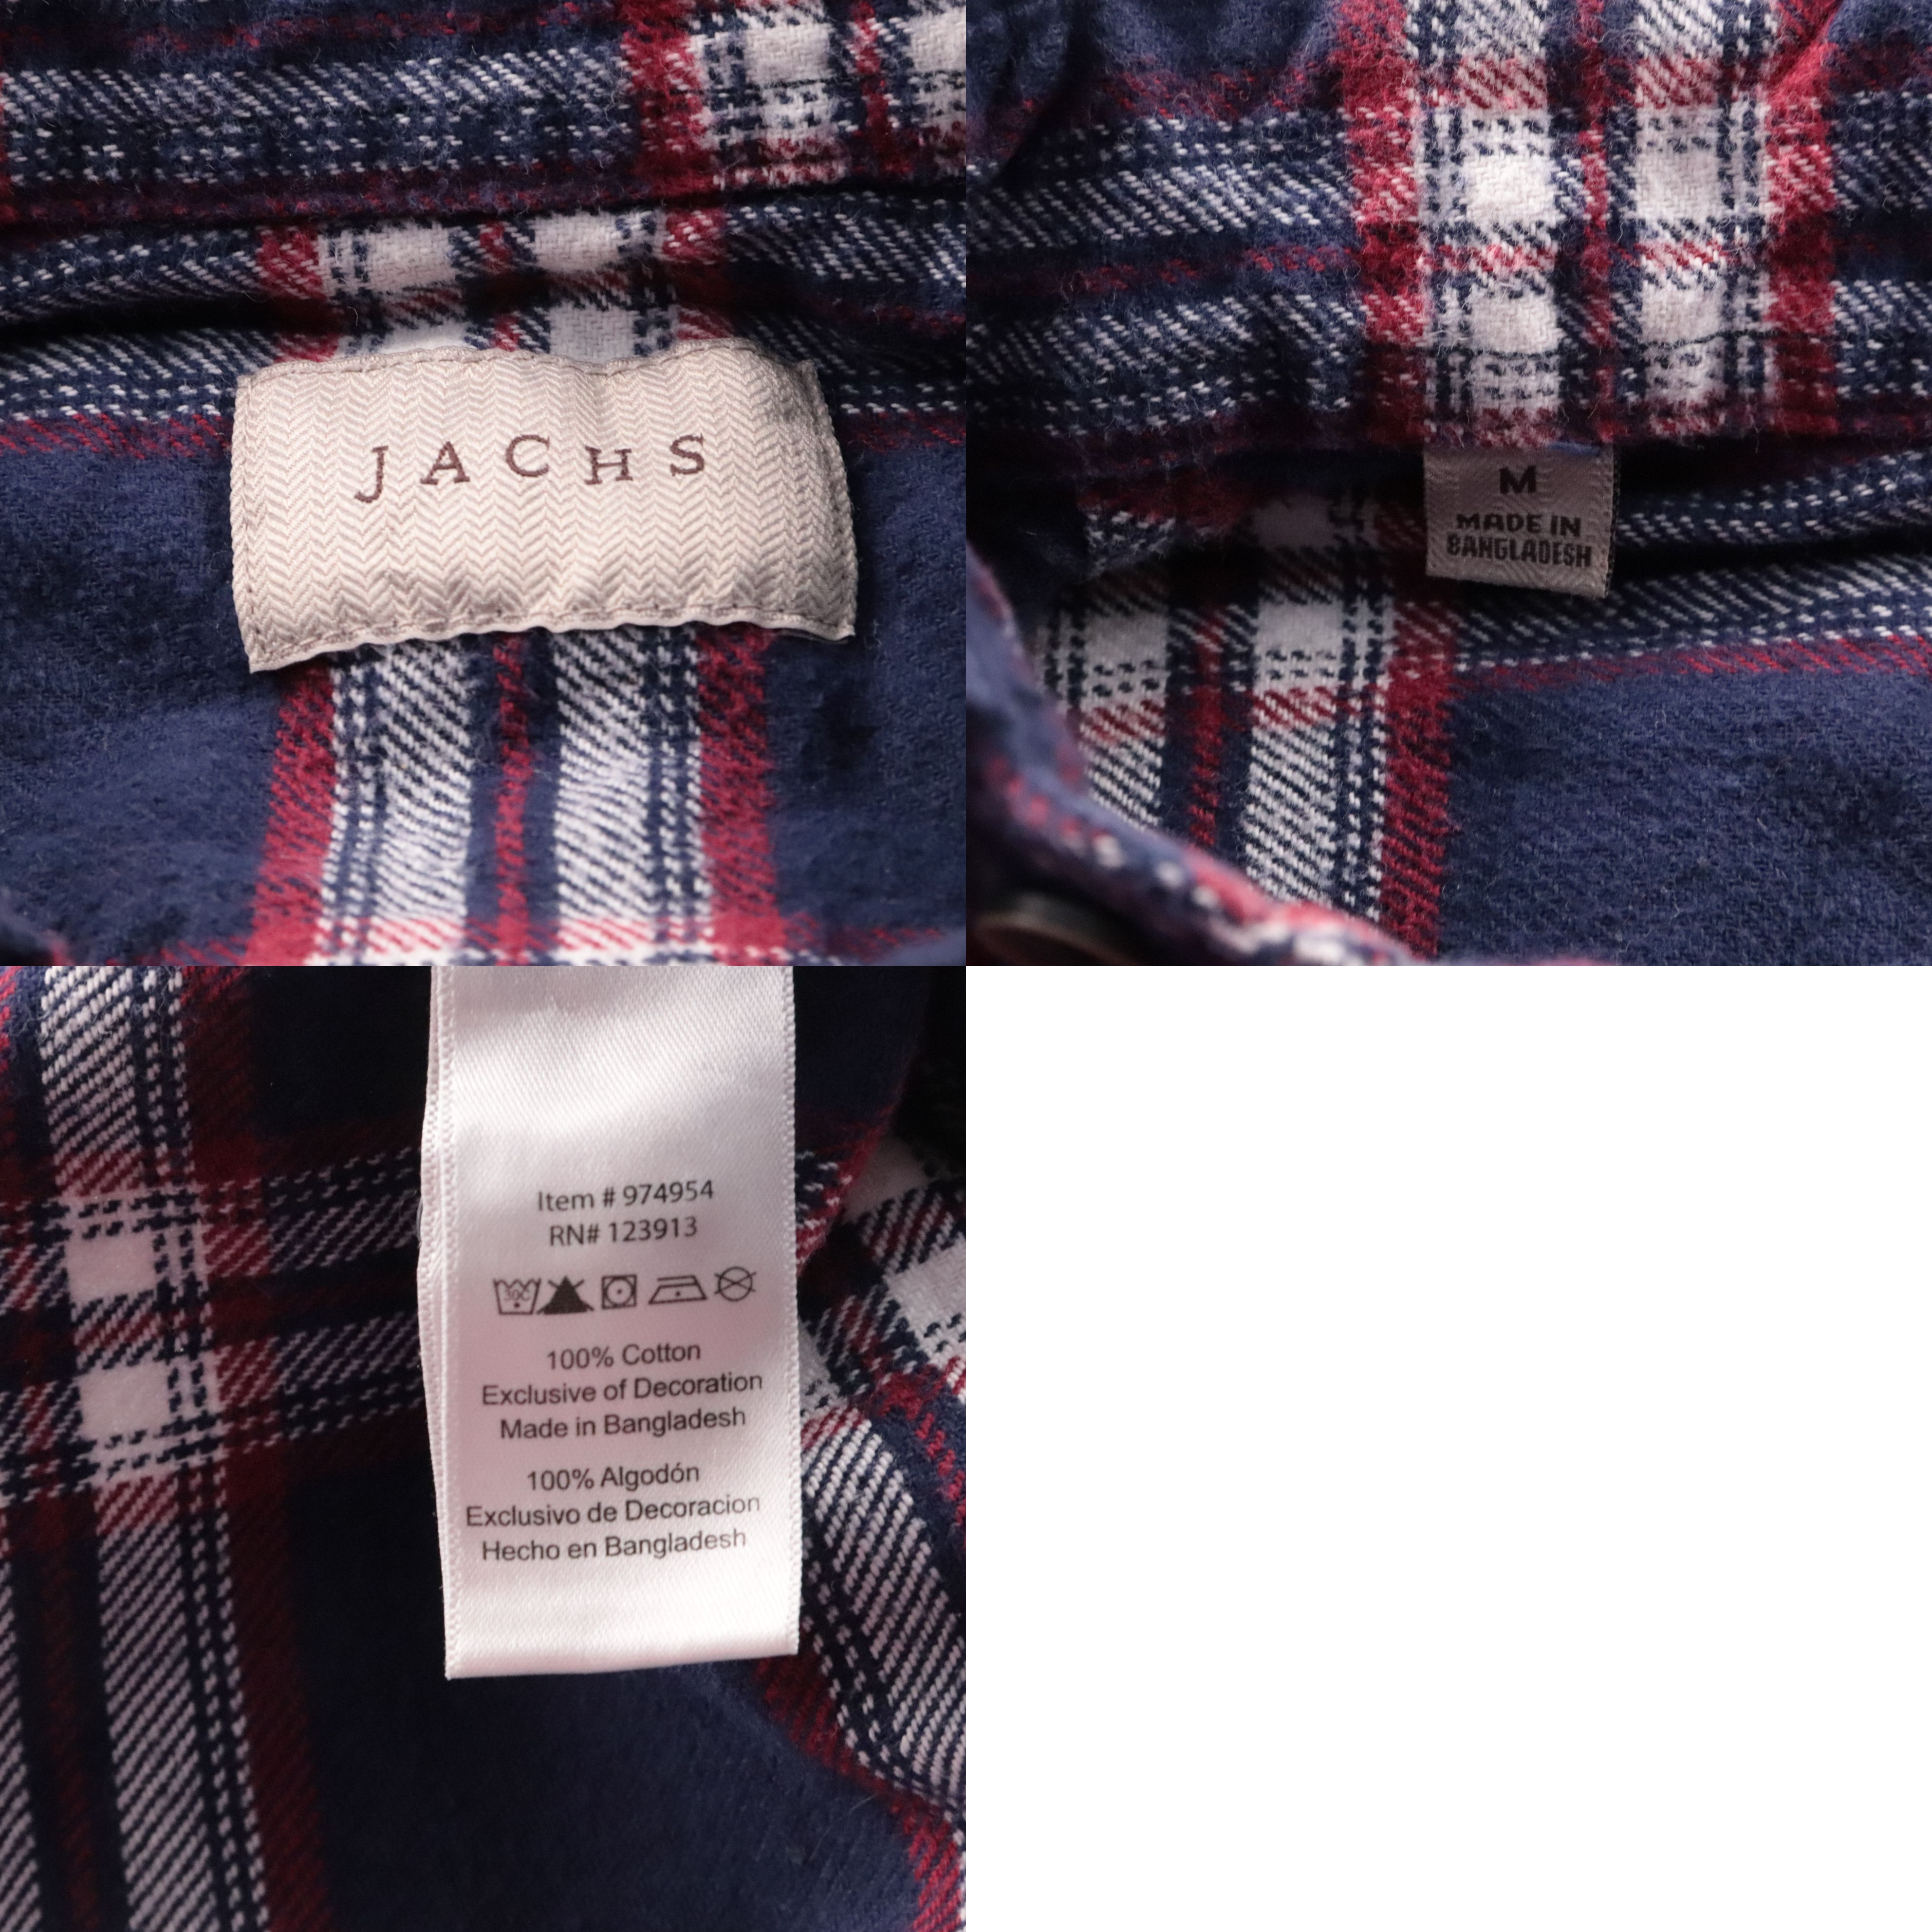 JACHS
M
MADE IN
BANGLADESH
Item # 974954
RN# 123913
30C
100% Cotton
Exclusive of Decoration
Made in Bangladesh
100% Algodón
Exclusivo de Decoracion
Hecho en Bangladesh